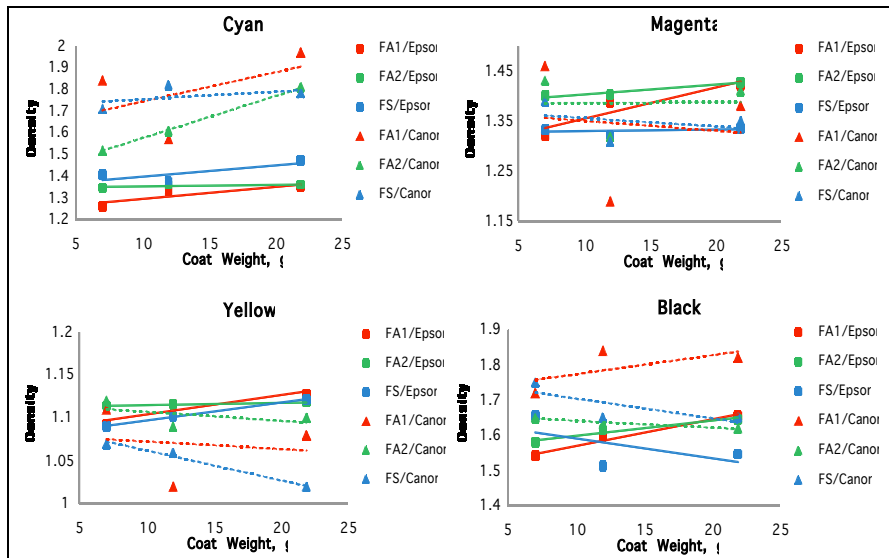 Cyan
2
1.9
1.8
1.7
1.6
1.5
1.4
1.3
1.2
Density
5 10 15 20 25
Coat Weight, g
FA1/Epsor
FA2/Epsor
FS/Epsor
FA1/Canor
FA2/Canor
FS/Canor
Magenta
1.45
1.35
1.25
1.15
Density
5 10 15 20 25
Coat Weight, g
FA1/Epsor
FA2/Epsor
FS/Epsor
FA1/Canor
FA2/Canor
FS/Canor
Yellow
1.2
1.15
1.1
1.05
1
Density
5 10 15 20 25
Coat Weight, g
FA1/Epsor
FA2/Epsor
FS/Epsor
FA1/Canor
FA2/Canor
FS/Canor
Black
1.9
1.8
1.7
1.6
1.5
1.4
Density
5 10 15 20 25
Coat Weight, g
FA1/Epsor
FA2/Epsor
FS/Epsor
FA1/Canor
FA2/Canor
FS/Canor